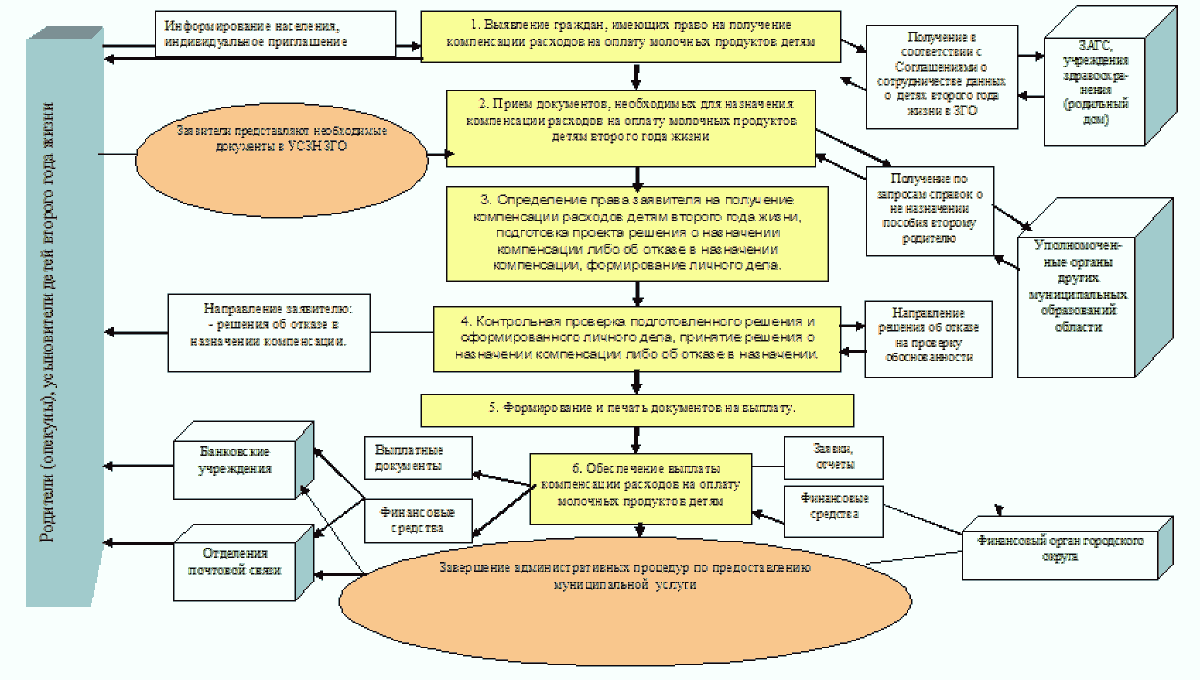 Родители (опекуны), усыновители детей второго года жизни
Информирование населения,
индивидуальное приглашение
1. Выявление граждан, имеющих право на получение
компенсации расходов на оплату молочных продуктов детям
Получение в
соответствии с
Соглашениями о
сотрудничестве данных
о детях второго года
жизни в ЗГО
ЗАГС,
учреждения
здравоохра-
нения
(родильный
дом)
Заявители представляют необходимые
документы в УСЗН ЗГО
2. Прием документов, необходимых для назначения
компенсации расходов на оплату молочных продуктов
детям второго года жизни
Получение по
запросам справок о
не назначении
пособия второму
родителю
3. Определение права заявителя на получение
компенсации расходов детям второго года жизни,
подготовка проекта решения о назначении
компенсации либо об отказе в назначении
компенсации, формирование личного дела.
Уполномочен-
ные органы
других
муниципальных
образований
области
Направление заявителю:
- решения об отказе в
назначении компенсации.
4. Контрольная проверка подготовленного решения и
сформированного личного дела, принятие решения о
назначении компенсации либо об отказе в назначении.
Направление
решения об отказе
на проверку
обоснованности
5. Формирование и печать документов на выплату.
Банковские
учреждения
Выплатные
документы
6. Обеспечение выплаты
компенсации расходов на оплату
молочных продуктов детям
Заявки,
отчеты
Финансовые
средства
Финансовые
средства
Отделения
почтовой связи
Финансовый орган городского
округа
Завершение административных процедур по предоставлению
муниципальной услуги